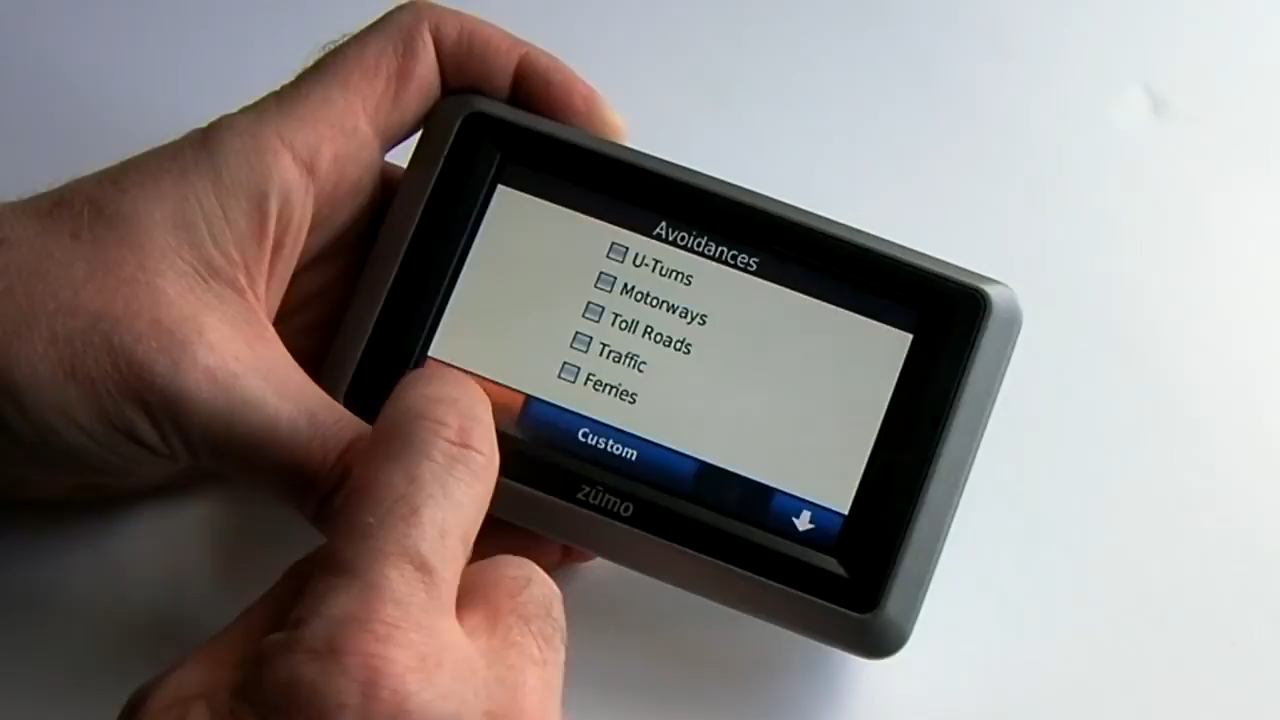 Avoidances
U-Turns
Motorways
Toll Roads
Traffic
Ferries
Custom
zūmo